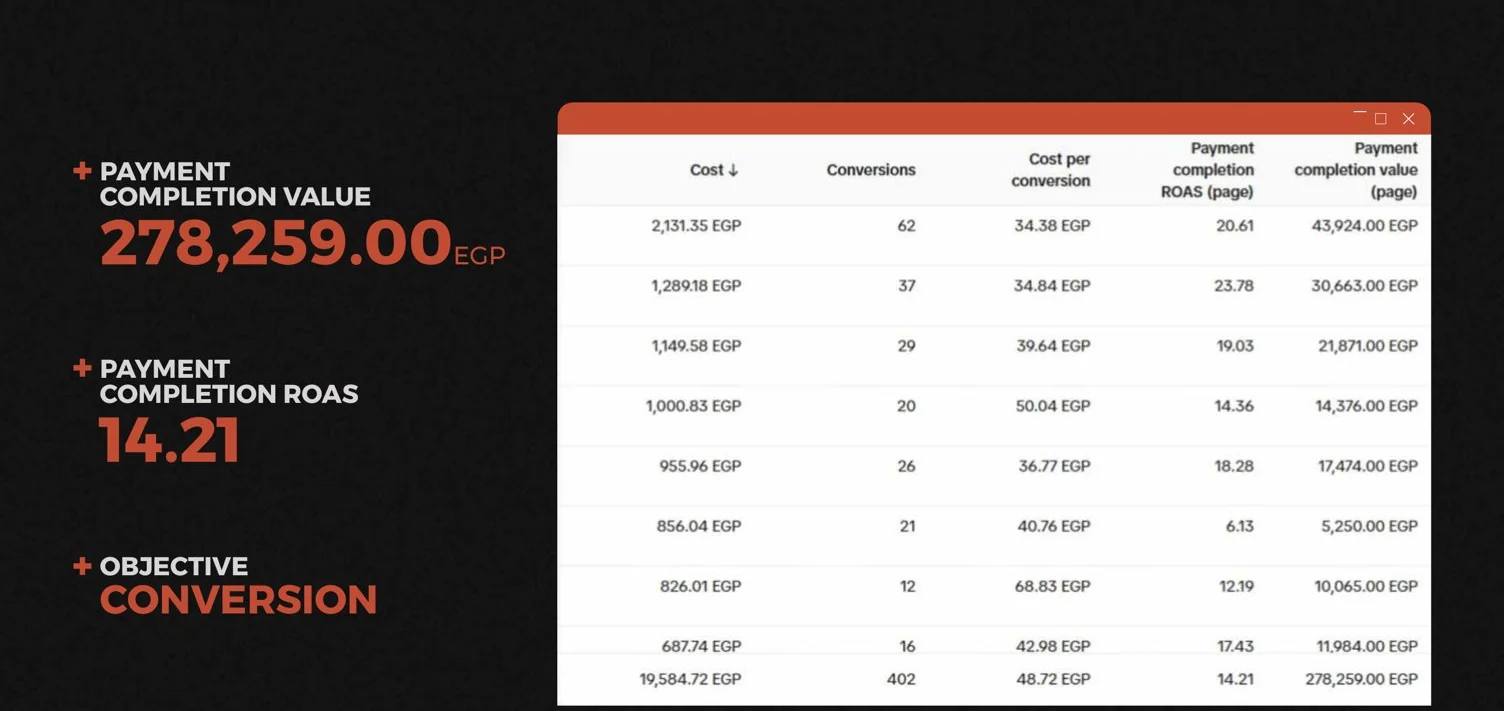 + PAYMENT
COMPLETION VALUE
278,259.00 EGP
+ PAYMENT
COMPLETION ROAS
14.21
+ OBJECTIVE
CONVERSION
Cost ↓ Conversions Cost per conversion Payment completion ROAS (page) Payment completion value (page)
2,131.35 EGP 62 34.38 EGP 20.61 43,924.00 EGP
1,289.18 EGP 37 34.84 EGP 23.78 30,663.00 EGP
1,149.58 EGP 29 39.64 EGP 19.03 21,871.00 EGP
1,000.83 EGP 20 50.04 EGP 14.36 14,376.00 EGP
955.96 EGP 26 36.77 EGP 18.28 17,474.00 EGP
856.04 EGP 21 40.76 EGP 6.13 5,250.00 EGP
826.01 EGP 12 68.83 EGP 12.19 10,065.00 EGP
687.74 EGP 16 42.98 EGP 17.43 11,984.00 EGP
19,584.72 EGP 402 48.72 EGP 14.21 278,259.00 EGP